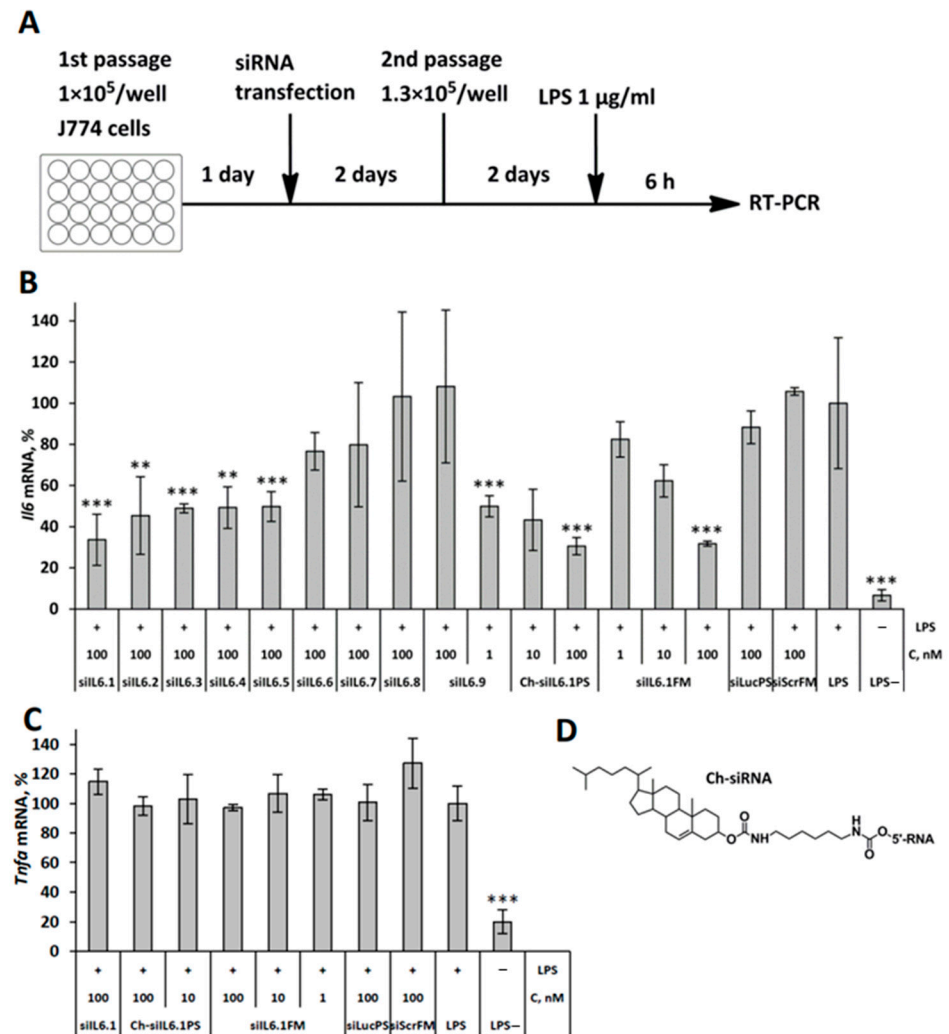 A
1st passage
1×10⁵/well
J774 cells
siRNA
transfection
2nd passage
1.3×10⁵/well
LPS 1 µg/ml
1 day
2 days
2 days
6 h
RT-PCR
B
Il6 mRNA, %
140
120
100
80
60
40
20
0
*** ** *** ** *** *** *** *** ***
+ + + + + + + + + + + + + + + + + + − LPS
100 100 100 100 100 100 100 100 100 1 10 100 1 10 100 100 100 C, nM
siIL6.1 siIL6.2 siIL6.3 siIL6.4 siIL6.5 siIL6.6 siIL6.7 siIL6.8 siIL6.9 Ch-siIL6.1PS siIL6.1FM siLucPS siScrFM LPS LPS−
C
Tnfa mRNA, %
140
120
100
80
60
40
20
0
***
+ + + + + + + + + − LPS
100 100 10 100 10 1 100 100 C, nM
siIL6.1 Ch-siIL6.1PS siIL6.1FM siLucPS siScrFM LPS LPS−
D
Ch-siRNA
O
O
NH
H
N
O
O
5'-RNA